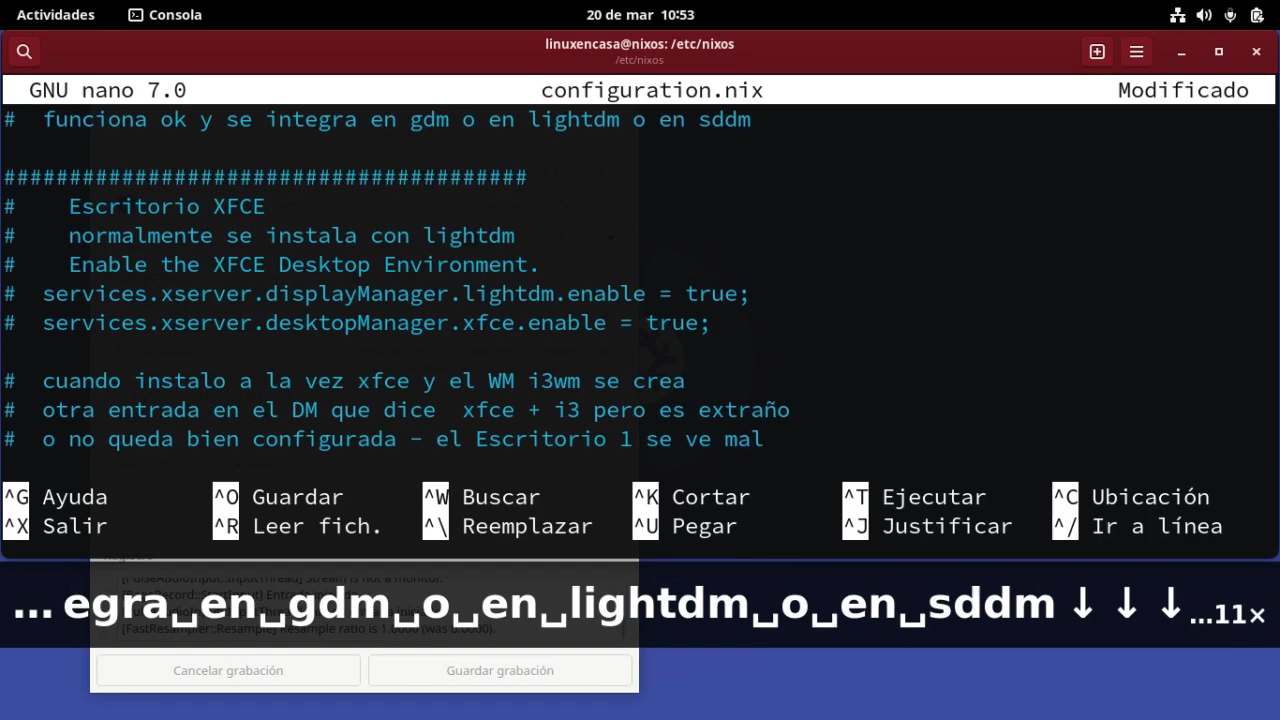 Actividades
Consola
20 de mar 10:53
linuxencasa@nixos: /etc/nixos
/etc/nixos
GNU nano 7.0
configuration.nix
Modificado
# funciona ok y se integra en gdm o en lightdm o en sddm
########################################
# Escritorio XFCE
# normalmente se instala con lightdm
# Enable the XFCE Desktop Environment.
# services.xserver.displayManager.lightdm.enable = true;
# services.xserver.desktopManager.xfce.enable = true;
# cuando instalo a la vez xfce y el WM i3wm se crea
# otra entrada en el DM que dice xfce + i3 pero es extraño
# o no queda bien configurada - el Escritorio 1 se ve mal
^G Ayuda ^O Guardar ^W Buscar ^K Cortar ^T Ejecutar ^C Ubicación
^X Salir ^R Leer fich. ^\ Reemplazar ^U Pegar ^J Justificar ^/ Ir a línea
... egra␣en␣gdm␣o␣en␣lightdm␣o␣en␣sddm↓↓↓...11×
[FastResampler::Resample] Resample ratio is
Cancelar grabación
Guardar grabación